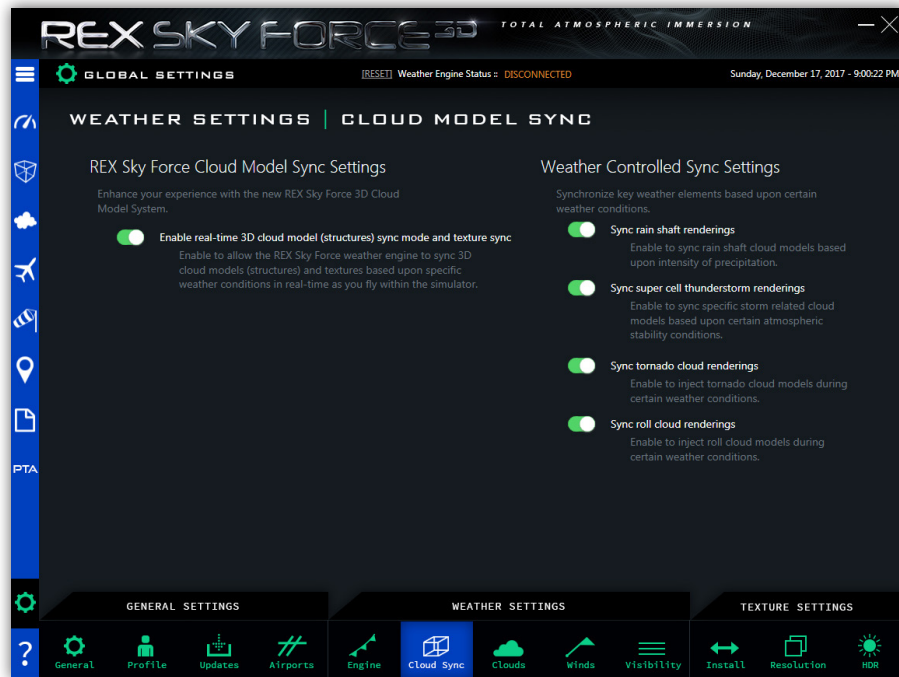 REX SKY FORCE 3D
TOTAL ATMOSPHERIC IMMERSION
GLOBAL SETTINGS
[RESET] Weather Engine Status :: DISCONNECTED
Sunday, December 17, 2017 - 9:00:22 PM
WEATHER SETTINGS | CLOUD MODEL SYNC
REX Sky Force Cloud Model Sync Settings
Enhance your experience with the new REX Sky Force 3D Cloud
Model System.
Enable real-time 3D cloud model (structures) sync mode and texture sync
Enable to allow the REX Sky Force weather engine to sync 3D
cloud models (structures) and textures based upon specific
weather conditions in real-time as you fly within the simulator.
Weather Controlled Sync Settings
Synchronize key weather elements based upon certain
weather conditions.
Sync rain shaft renderings
Enable to sync rain shaft cloud models based
upon intensity of precipitation.
Sync super cell thunderstorm renderings
Enable to sync specific storm related cloud
models based upon certain atmospheric
stability conditions.
Sync tornado cloud renderings
Enable to inject tornado cloud models during
certain weather conditions.
Sync roll cloud renderings
Enable to inject roll cloud models during
certain weather conditions.
PTA
GENERAL SETTINGS
WEATHER SETTINGS
TEXTURE SETTINGS
?
General
Profile
Updates
Airports
Engine
Cloud Sync
Clouds
Winds
Visibility
Install
Resolution
HDR